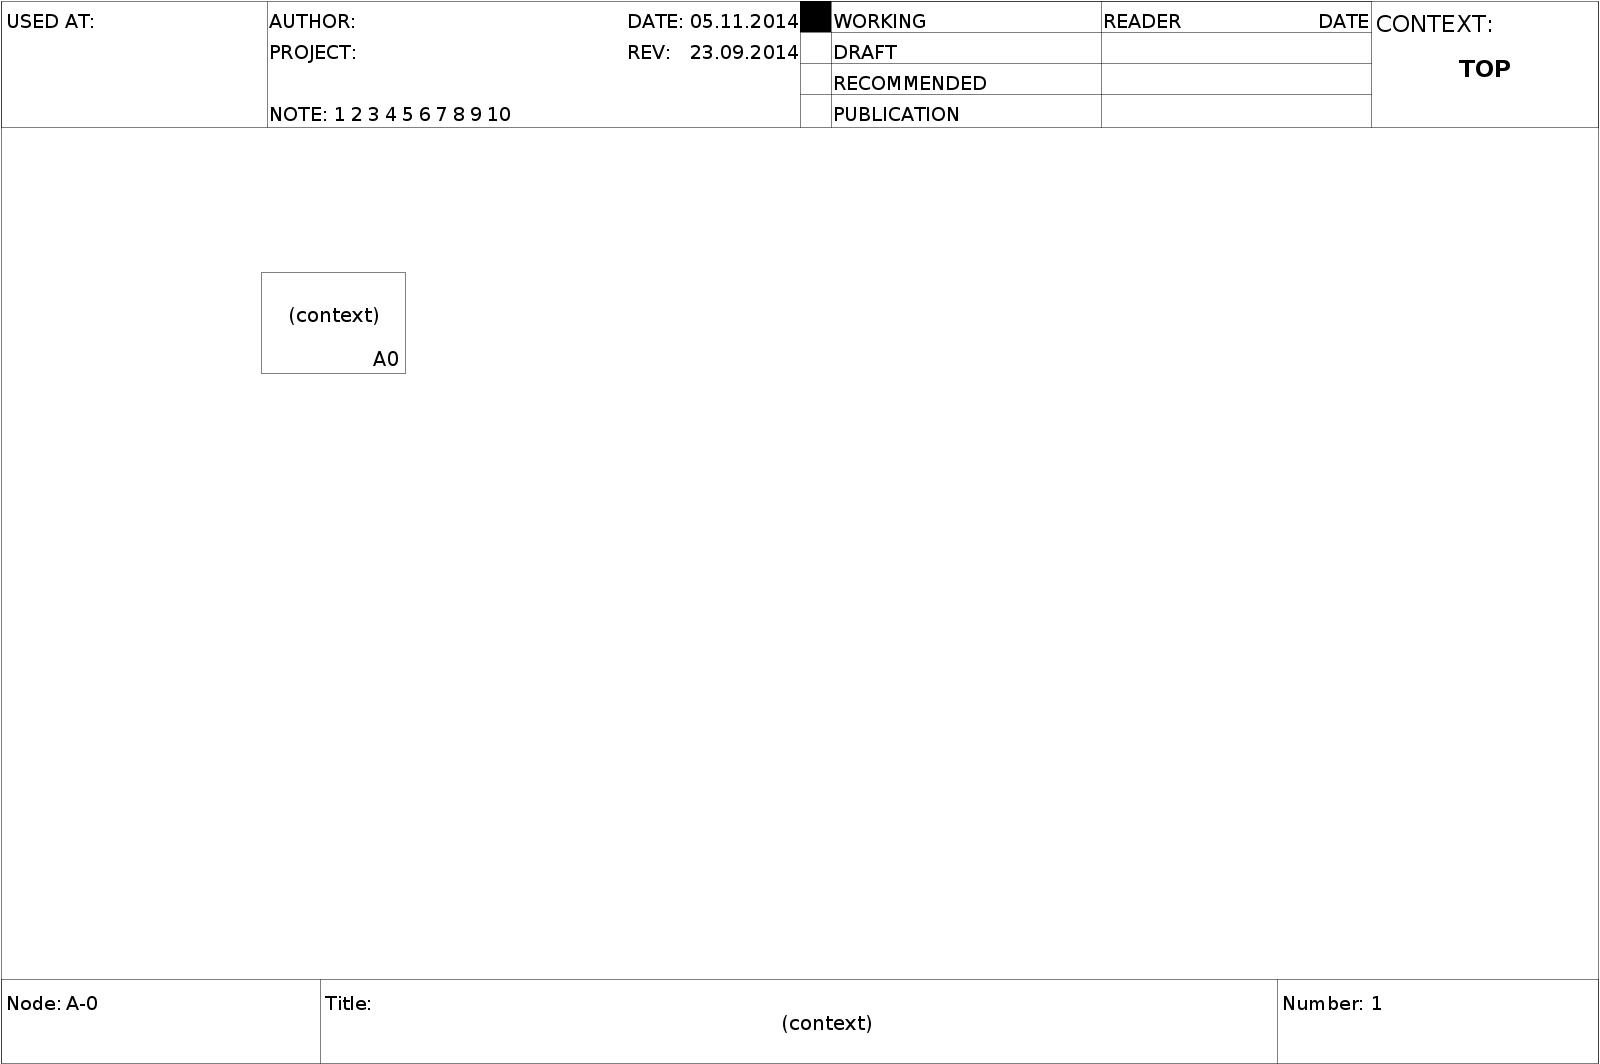 USED AT:
AUTHOR:
DATE: 05.11.2014
WORKING
READER
DATE
CONTEXT:
PROJECT:
REV: 23.09.2014
DRAFT
TOP
RECOMMENDED
NOTE: 1 2 3 4 5 6 7 8 9 10
PUBLICATION
(context)
A0
Node: A-0
Title:
(context)
Number: 1